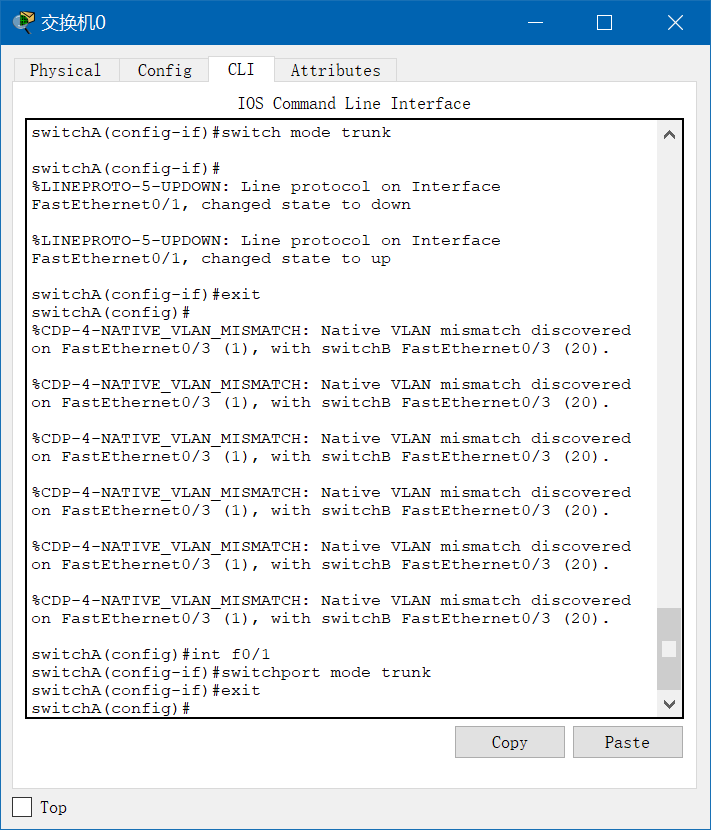 交换机0
Physical Config CLI Attributes
IOS Command Line Interface
switchA(config-if)#switch mode trunk
switchA(config-if)#
%LINEPROTO-5-UPDOWN: Line protocol on Interface
FastEthernet0/1, changed state to down
%LINEPROTO-5-UPDOWN: Line protocol on Interface
FastEthernet0/1, changed state to up
switchA(config-if)#exit
switchA(config)#
%CDP-4-NATIVE_VLAN_MISMATCH: Native VLAN mismatch discovered
on FastEthernet0/3 (1), with switchB FastEthernet0/3 (20).
%CDP-4-NATIVE_VLAN_MISMATCH: Native VLAN mismatch discovered
on FastEthernet0/3 (1), with switchB FastEthernet0/3 (20).
%CDP-4-NATIVE_VLAN_MISMATCH: Native VLAN mismatch discovered
on FastEthernet0/3 (1), with switchB FastEthernet0/3 (20).
%CDP-4-NATIVE_VLAN_MISMATCH: Native VLAN mismatch discovered
on FastEthernet0/3 (1), with switchB FastEthernet0/3 (20).
%CDP-4-NATIVE_VLAN_MISMATCH: Native VLAN mismatch discovered
on FastEthernet0/3 (1), with switchB FastEthernet0/3 (20).
%CDP-4-NATIVE_VLAN_MISMATCH: Native VLAN mismatch discovered
on FastEthernet0/3 (1), with switchB FastEthernet0/3 (20).
switchA(config)#int f0/1
switchA(config-if)#switchport mode trunk
switchA(config-if)#exit
switchA(config)#
Copy Paste
Top